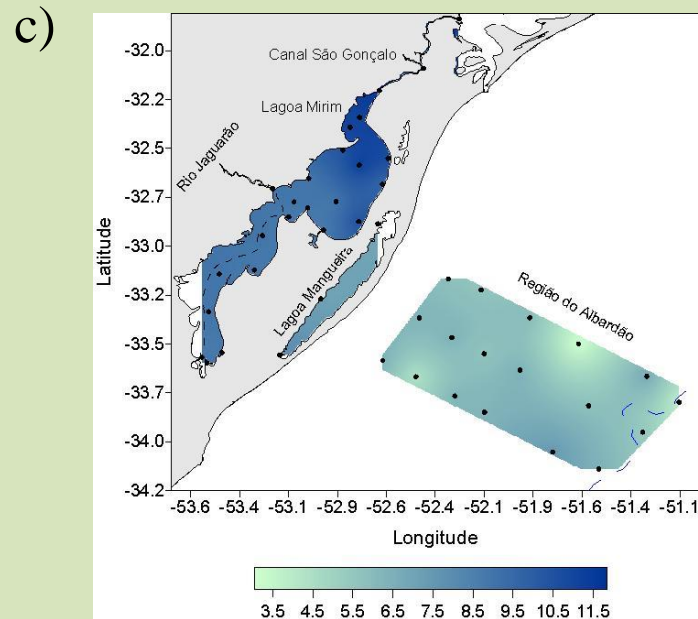 c)
-32.0
Canal São Gonçalo
-32.2
Lagoa Mirim
-32.5
Rio Jaguarão
-32.7
Latitude
-33.0
Lagoa Mangueira
Região do Albardão
-33.2
-33.5
-33.7
-34.0
-34.2
-53.6 -53.4 -53.1 -52.9 -52.6 -52.4 -52.1 -51.9 -51.6 -51.4 -51.1
Longitude
3.5 4.5 5.5 6.5 7.5 8.5 9.5 10.5 11.5